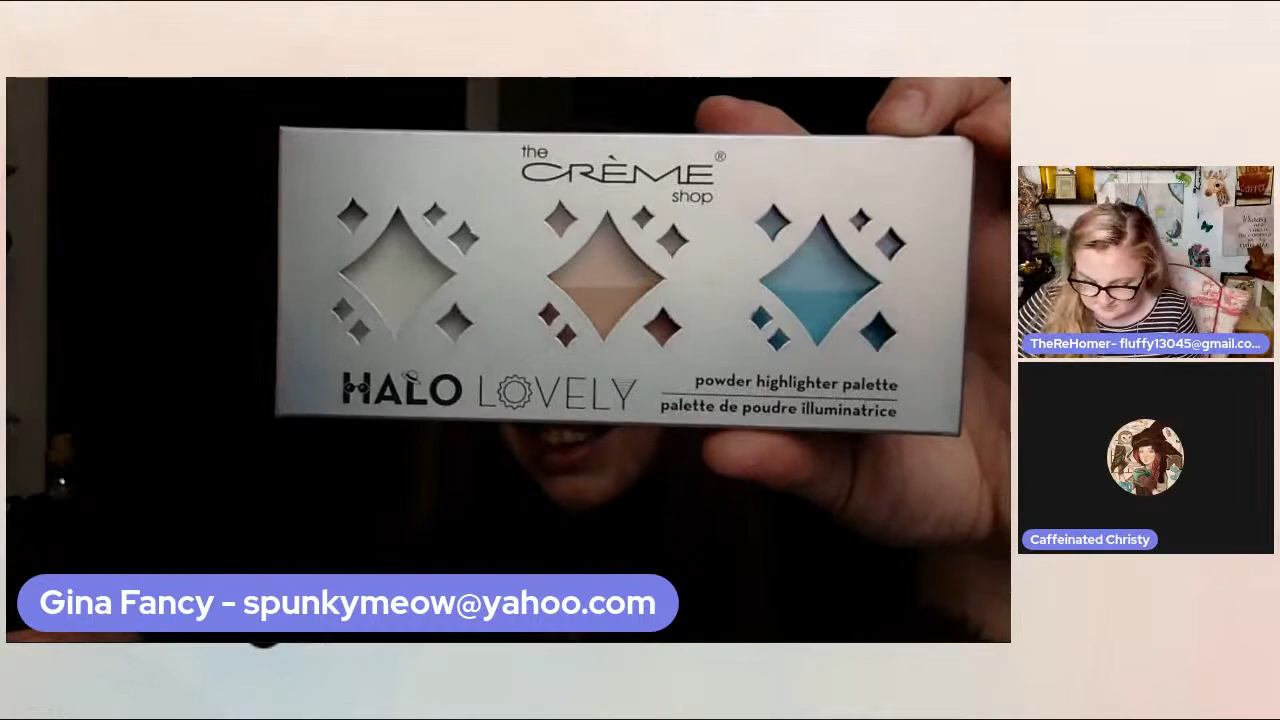 the
CRÈME®
shop
HALO LOVELY
powder highlighter palette
palette de poudre illuminatrice
Gina Fancy - spunkymeow@yahoo.com
TheReHomer- fluffy13045@gmail.co...
Caffeinated Christy